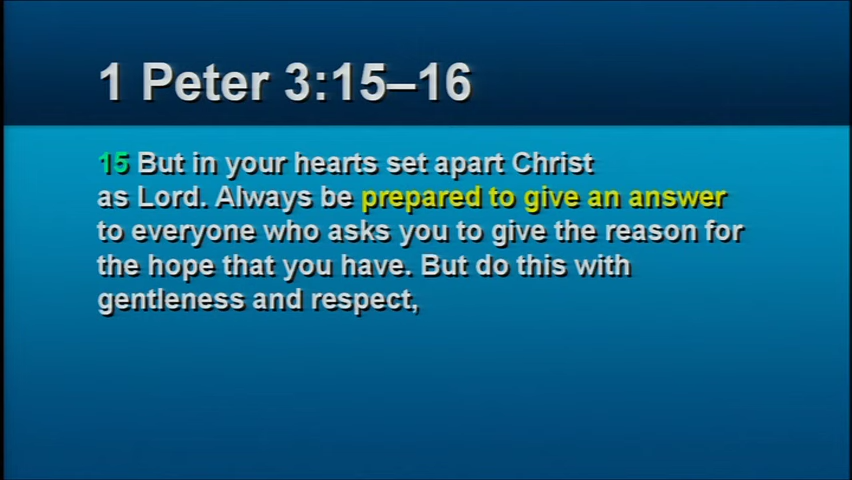 1 Peter 3:15–16
15 But in your hearts set apart Christ
as Lord. Always be prepared to give an answer
to everyone who asks you to give the reason for
the hope that you have. But do this with
gentleness and respect,